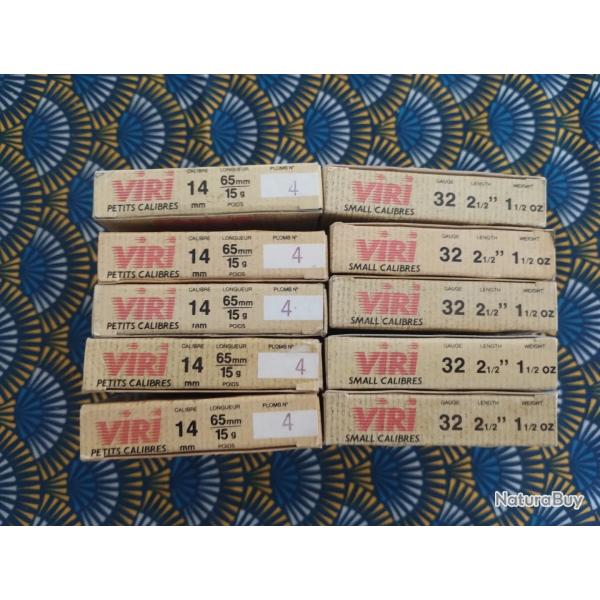 VIRI CALIBRE 14 mm LONGUEUR 65mm 15g POIDS PLOMBS N° 4
PETITS CALIBRES
VIRI GAUGE 32 LENGTH 2 1/2" WEIGHT 1 1/2 OZ
SMALL CALIBRES
VIRI CALIBRE 14 mm LONGUEUR 65mm 15g POIDS PLOMBS N° 4
PETITS CALIBRES
VIRI GAUGE 32 LENGTH 2 1/2" WEIGHT 1 1/2 OZ
SMALL CALIBRES
VIRI CALIBRE 14 mm LONGUEUR 65mm 15g POIDS PLOMBS N° 4
PETITS CALIBRES
VIRI GAUGE 32 LENGTH 2 1/2" WEIGHT 1 1/2 OZ
SMALL CALIBRES
VIRI CALIBRE 14 mm LONGUEUR 65mm 15g POIDS PLOMBS N° 4
PETITS CALIBRES
VIRI GAUGE 32 LENGTH 2 1/2" WEIGHT 1 1/2 OZ
SMALL CALIBRES
VIRI CALIBRE 14 mm LONGUEUR 65mm 15g POIDS PLOMBS N° 4
PETITS CALIBRES
VIRI GAUGE 32 LENGTH 2 1/2" WEIGHT 1 1/2 OZ
SMALL CALIBRES
NaturaBuy